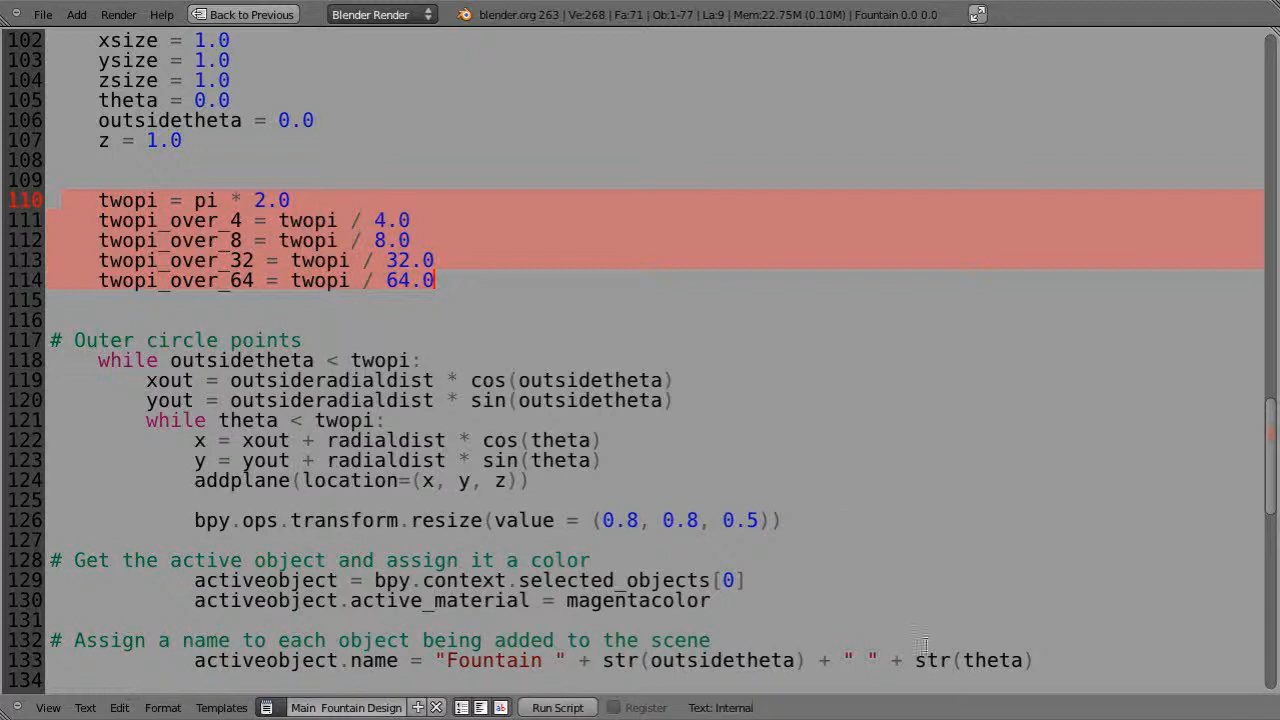 File Add Render Help Back to Previous Blender Render blender.org 263 | Ve:268 | Fa:71 | Ob:1-77 | La:9 | Mem:22.75M (0.10M) | Fountain 0.0 0.0
102     xsize = 1.0
103     ysize = 1.0
104     zsize = 1.0
105     theta = 0.0
106     outsidetheta = 0.0
107     z = 1.0
108
109
110     twopi = pi * 2.0
111     twopi_over_4 = twopi / 4.0
112     twopi_over_8 = twopi / 8.0
113     twopi_over_32 = twopi / 32.0
114     twopi_over_64 = twopi / 64.0
115
116
117 # Outer circle points
118     while outsidetheta < twopi:
119         xout = outsideradialdist * cos(outsidetheta)
120         yout = outsideradialdist * sin(outsidetheta)
121         while theta < twopi:
122             x = xout + radialdist * cos(theta)
123             y = yout + radialdist * sin(theta)
124             addplane(location=(x, y, z))
125
126             bpy.ops.transform.resize(value = (0.8, 0.8, 0.5))
127
128 # Get the active object and assign it a color
129             activeobject = bpy.context.selected_objects[0]
130             activeobject.active_material = magentacolor
131
132 # Assign a name to each object being added to the scene
133             activeobject.name = "Fountain " + str(outsidetheta) + " " + str(theta)
134
View Text Edit Format Templates Main_Fountain Design Run Script Register Text: Internal